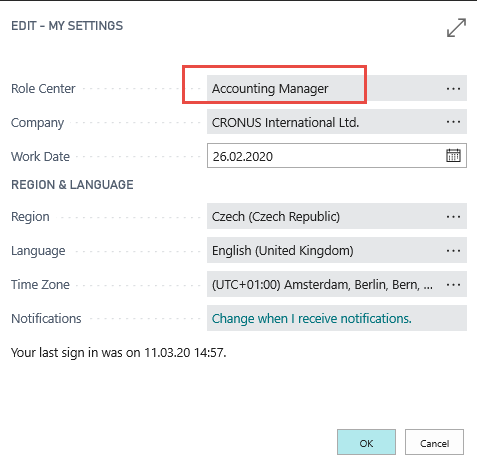 EDIT - MY SETTINGS
Role Center Accounting Manager ...
Company CRONUS International Ltd. ...
Work Date 26.02.2020
REGION & LANGUAGE
Region Czech (Czech Republic) ...
Language English (United Kingdom) ...
Time Zone (UTC+01:00) Amsterdam, Berlin, Bern, ... ...
Notifications Change when I receive notifications.
Your last sign in was on 11.03.20 14:57.
OK Cancel